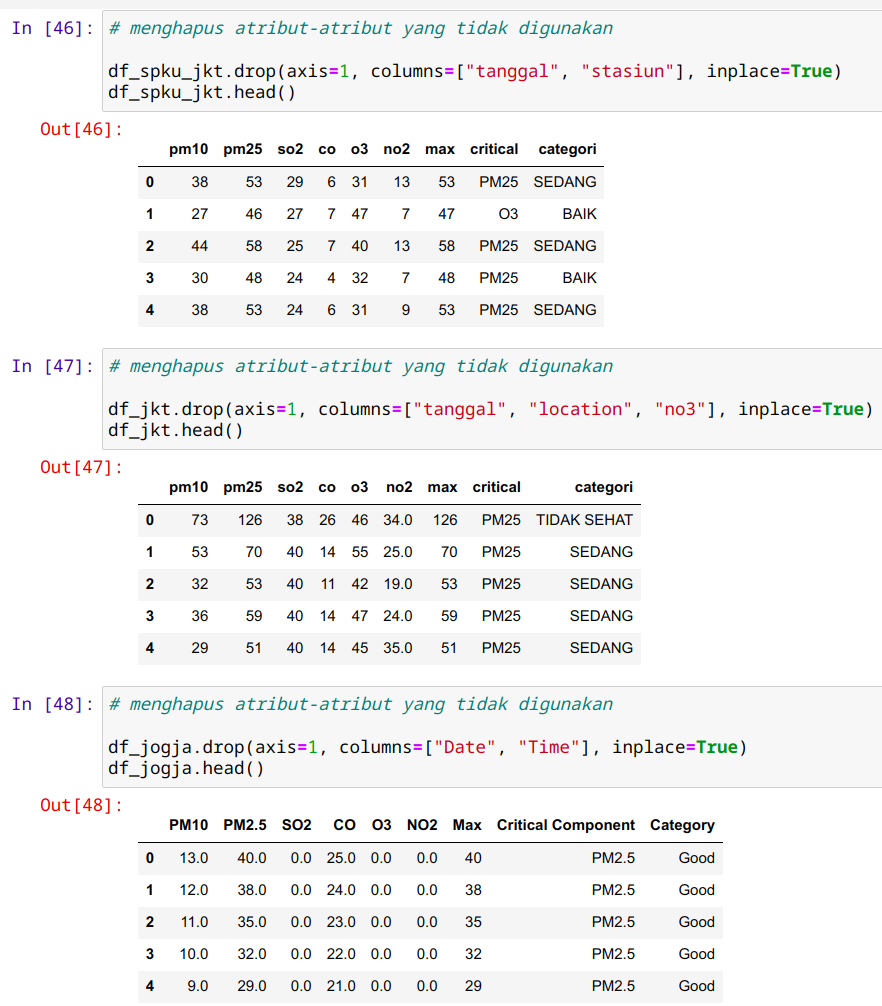 In [46]: # menghapus atribut-atribut yang tidak digunakan
df_spku_jkt.drop(axis=1, columns=["tanggal", "stasiun"], inplace=True)
df_spku_jkt.head()
Out[46]:
pm10 pm25 so2 co o3 no2 max critical categori
0 38 53 29 6 31 13 53 PM25 SEDANG
1 27 46 27 7 47 7 47 O3 BAIK
2 44 58 25 7 40 13 58 PM25 SEDANG
3 30 48 24 4 32 7 48 PM25 BAIK
4 38 53 24 6 31 9 53 PM25 SEDANG
In [47]: # menghapus atribut-atribut yang tidak digunakan
df_jkt.drop(axis=1, columns=["tanggal", "location", "no3"], inplace=True)
df_jkt.head()
Out[47]:
pm10 pm25 so2 co o3 no2 max critical categori
0 73 126 38 26 46 34.0 126 PM25 TIDAK SEHAT
1 53 70 40 14 55 25.0 70 PM25 SEDANG
2 32 53 40 11 42 19.0 53 PM25 SEDANG
3 36 59 40 14 47 24.0 59 PM25 SEDANG
4 29 51 40 14 45 35.0 51 PM25 SEDANG
In [48]: # menghapus atribut-atribut yang tidak digunakan
df_jogja.drop(axis=1, columns=["Date", "Time"], inplace=True)
df_jogja.head()
Out[48]:
PM10 PM2.5 SO2 CO O3 NO2 Max Critical Component Category
0 13.0 40.0 0.0 25.0 0.0 0.0 40 PM2.5 Good
1 12.0 38.0 0.0 24.0 0.0 0.0 38 PM2.5 Good
2 11.0 35.0 0.0 23.0 0.0 0.0 35 PM2.5 Good
3 10.0 32.0 0.0 22.0 0.0 0.0 32 PM2.5 Good
4 9.0 29.0 0.0 21.0 0.0 0.0 29 PM2.5 Good